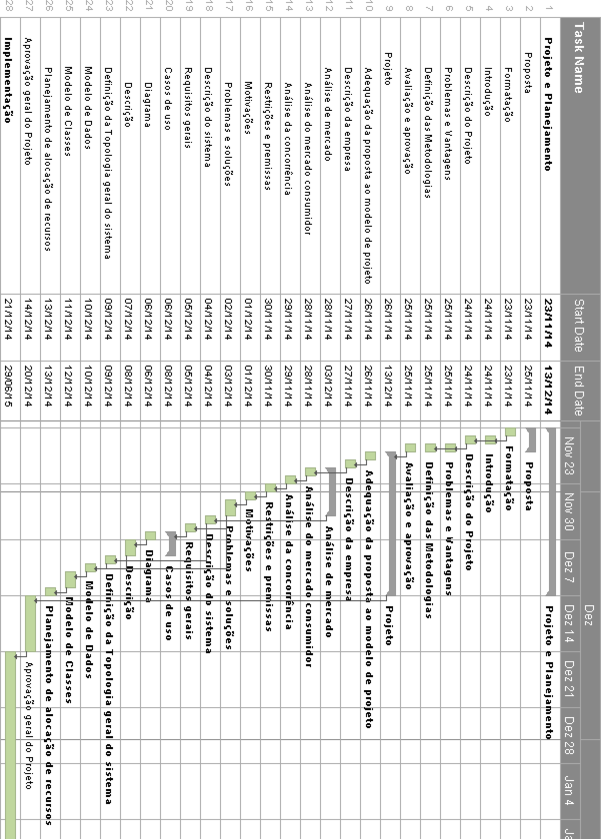 Dez
Task Name Start Date End Date Nov 23 Nov 30 Dez 7 Dez 14 Dez 21 Dez 28 Jan 4
1 Projeto e Planejamento 23/11/14 13/12/14 Projeto e Planejamento
2 Proposta 23/11/14 25/11/14 Proposta
3 Formatação 23/11/14 23/11/14 Formatação
4 Introdução 24/11/14 24/11/14 Introdução
5 Descrição do Projeto 24/11/14 24/11/14 Descrição do Projeto
6 Problemas e Vantagens 25/11/14 25/11/14 Problemas e Vantagens
7 Definição das Metodologias 25/11/14 25/11/14 Definição das Metodologias
8 Avaliação e aprovação 25/11/14 25/11/14 Avaliação e aprovação
9 Projeto 26/11/14 13/12/14 Projeto
10 Adequação da proposta ao modelo de projeto 26/11/14 26/11/14 Adequação da proposta ao modelo de projeto
11 Descrição da empresa 27/11/14 27/11/14 Descrição da empresa
12 Análise de mercado 28/11/14 03/12/14 Análise de mercado
13 Análise do mercado consumidor 28/11/14 28/11/14 Análise do mercado consumidor
14 Análise da concorrência 29/11/14 29/11/14 Análise da concorrência
15 Restrições e premissas 30/11/14 30/11/14 Restrições e premissas
16 Motivações 01/12/14 01/12/14 Motivações
17 Problemas e soluções 02/12/14 03/12/14 Problemas e soluções
18 Descrição do sistema 04/12/14 04/12/14 Descrição do sistema
19 Requisitos gerais 05/12/14 05/12/14 Requisitos gerais
20 Casos de uso 06/12/14 08/12/14 Casos de uso
21 Diagrama 06/12/14 06/12/14 Diagrama
22 Descrição 07/12/14 08/12/14 Descrição
23 Definição da Topologia geral do sistema 09/12/14 09/12/14 Definição da Topologia geral do sistema
24 Modelo de Dados 10/12/14 10/12/14 Modelo de Dados
25 Modelo de Classes 11/12/14 12/12/14 Modelo de Classes
26 Planejamento de alocação de recursos 13/12/14 13/12/14 Planejamento de alocação de recursos
27 Aprovação geral do Projeto 14/12/14 20/12/14 Aprovação geral do Projeto
28 Implementação 21/12/14 29/06/15